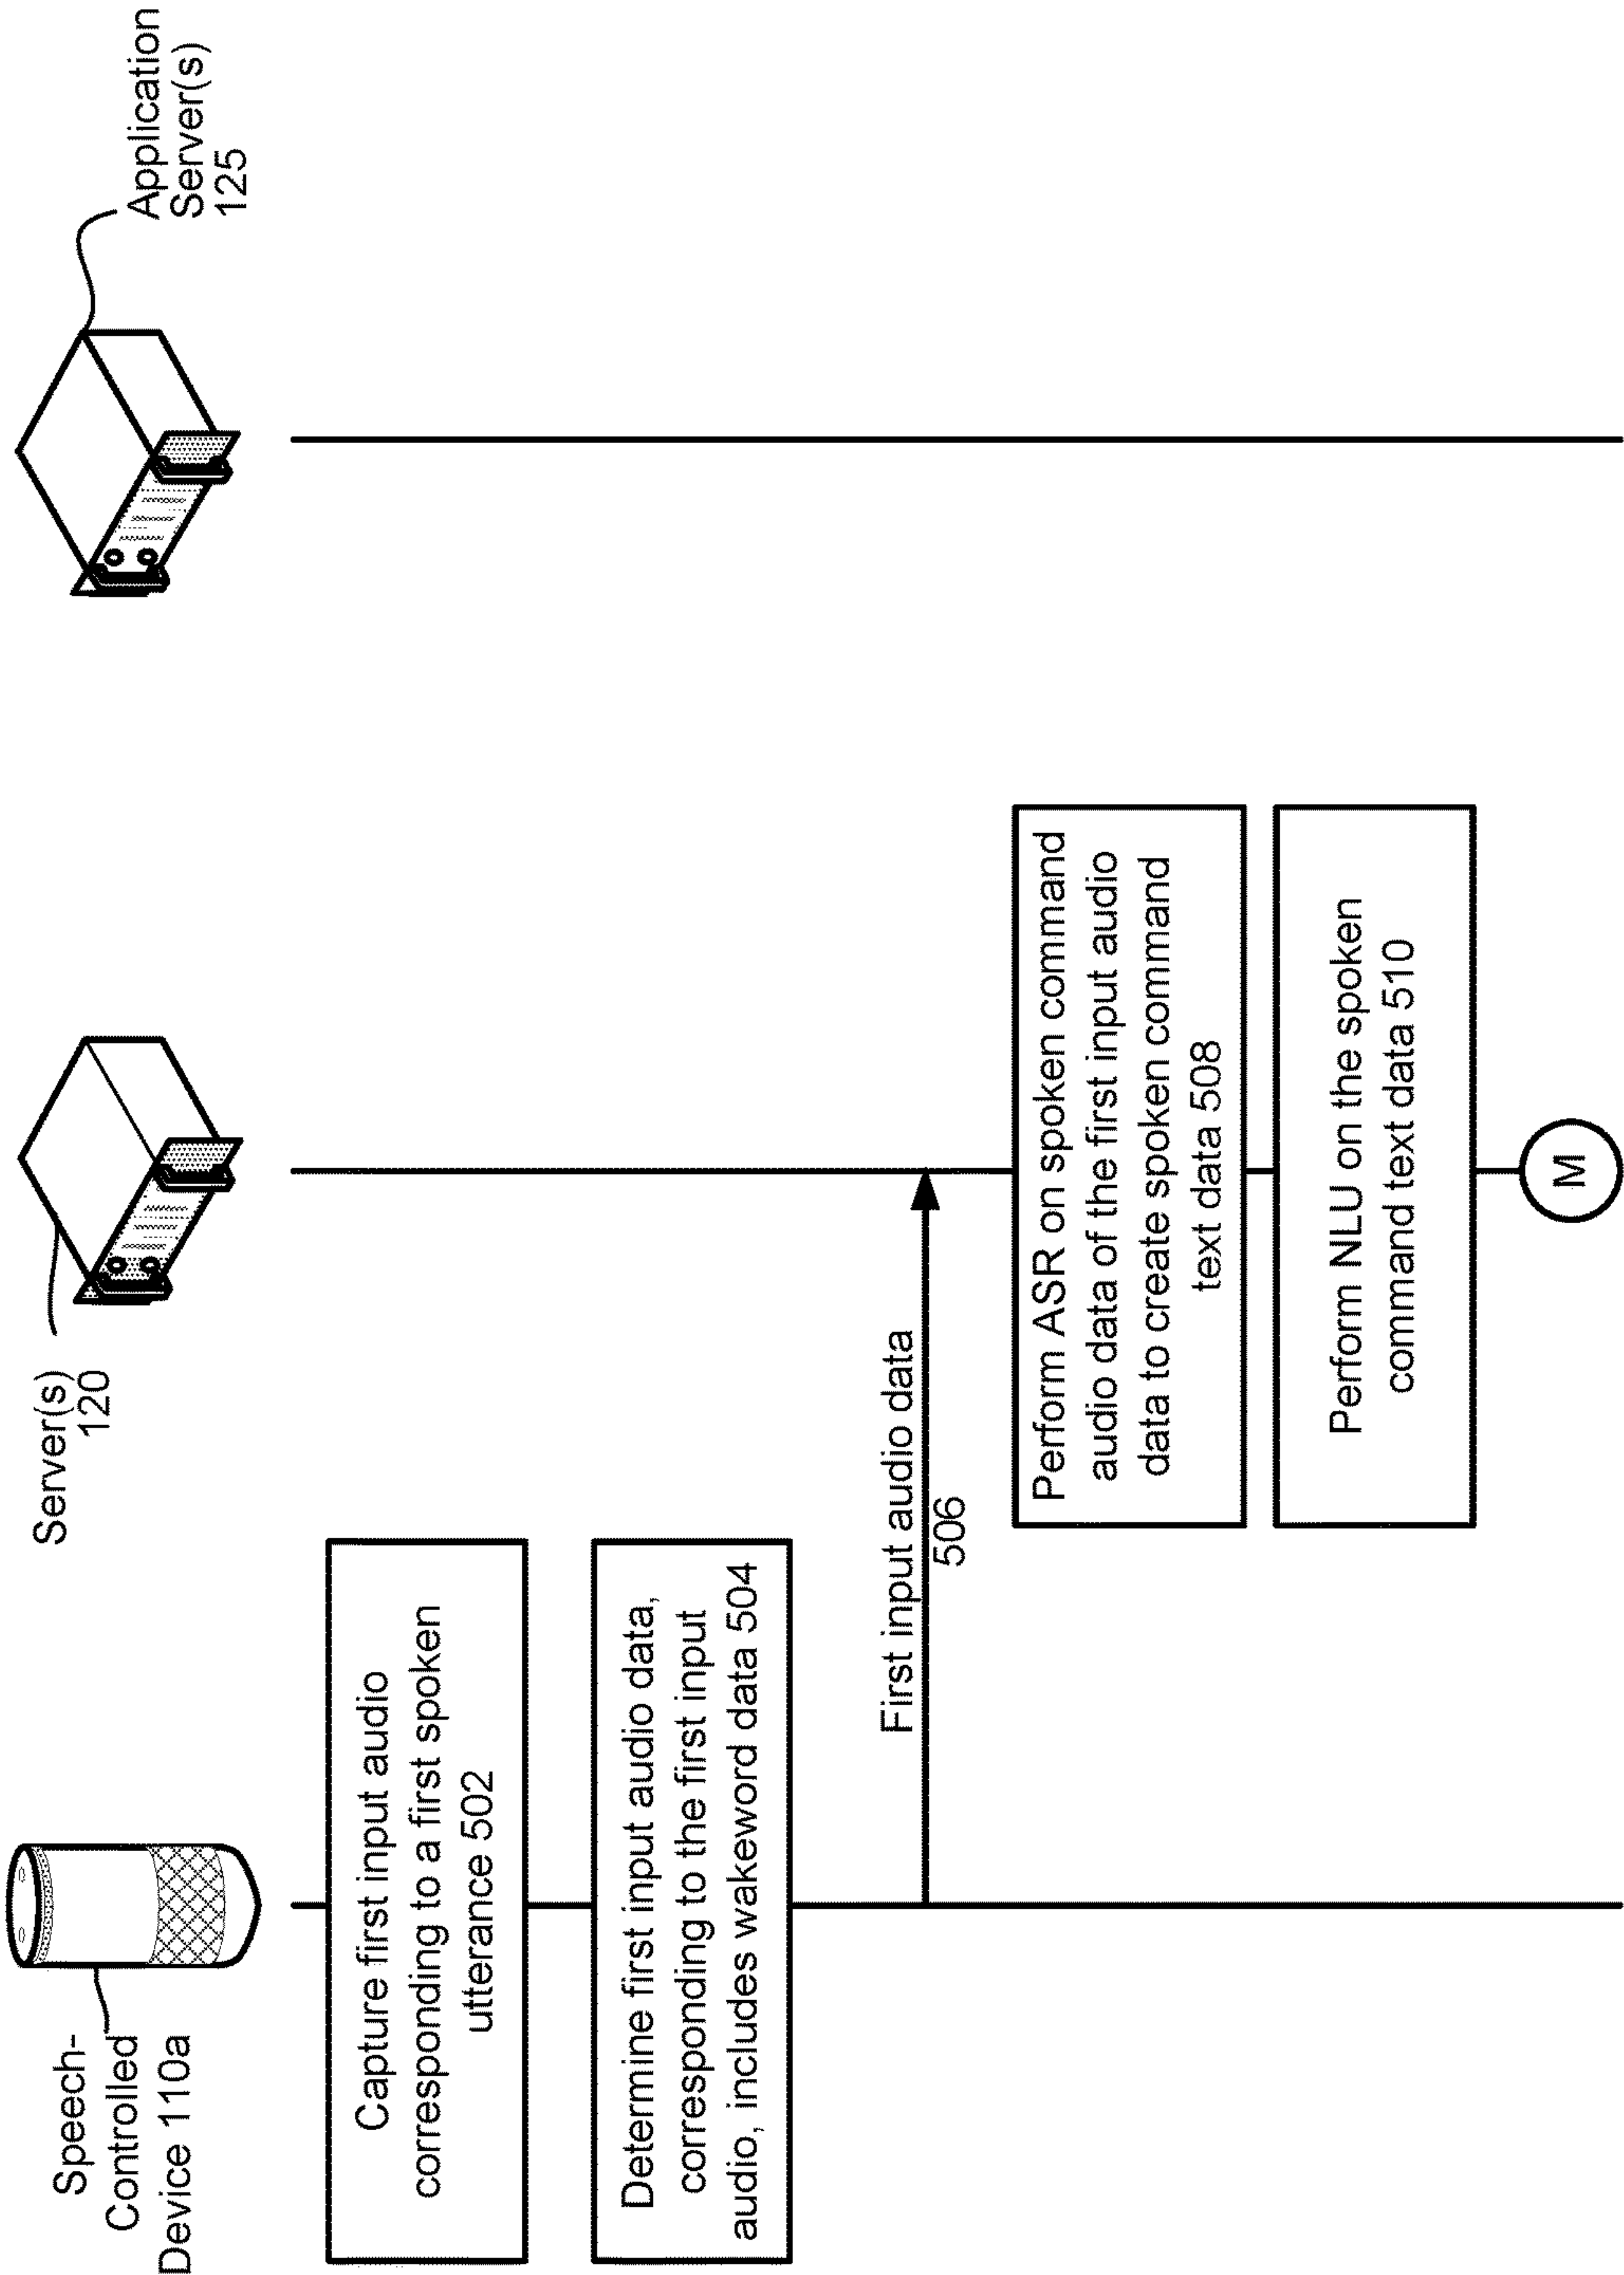 Speech-
Controlled
Device 110a
Server(s)
120
Application
Server(s)
125
Capture first input audio
corresponding to a first spoken
utterance 502
Determine first input audio data,
corresponding to the first input
audio, includes wakeword data 504
First input audio data
506
Perform ASR on spoken command
audio data of the first input audio
data to create spoken command
text data 508
Perform NLU on the spoken
command text data 510
M